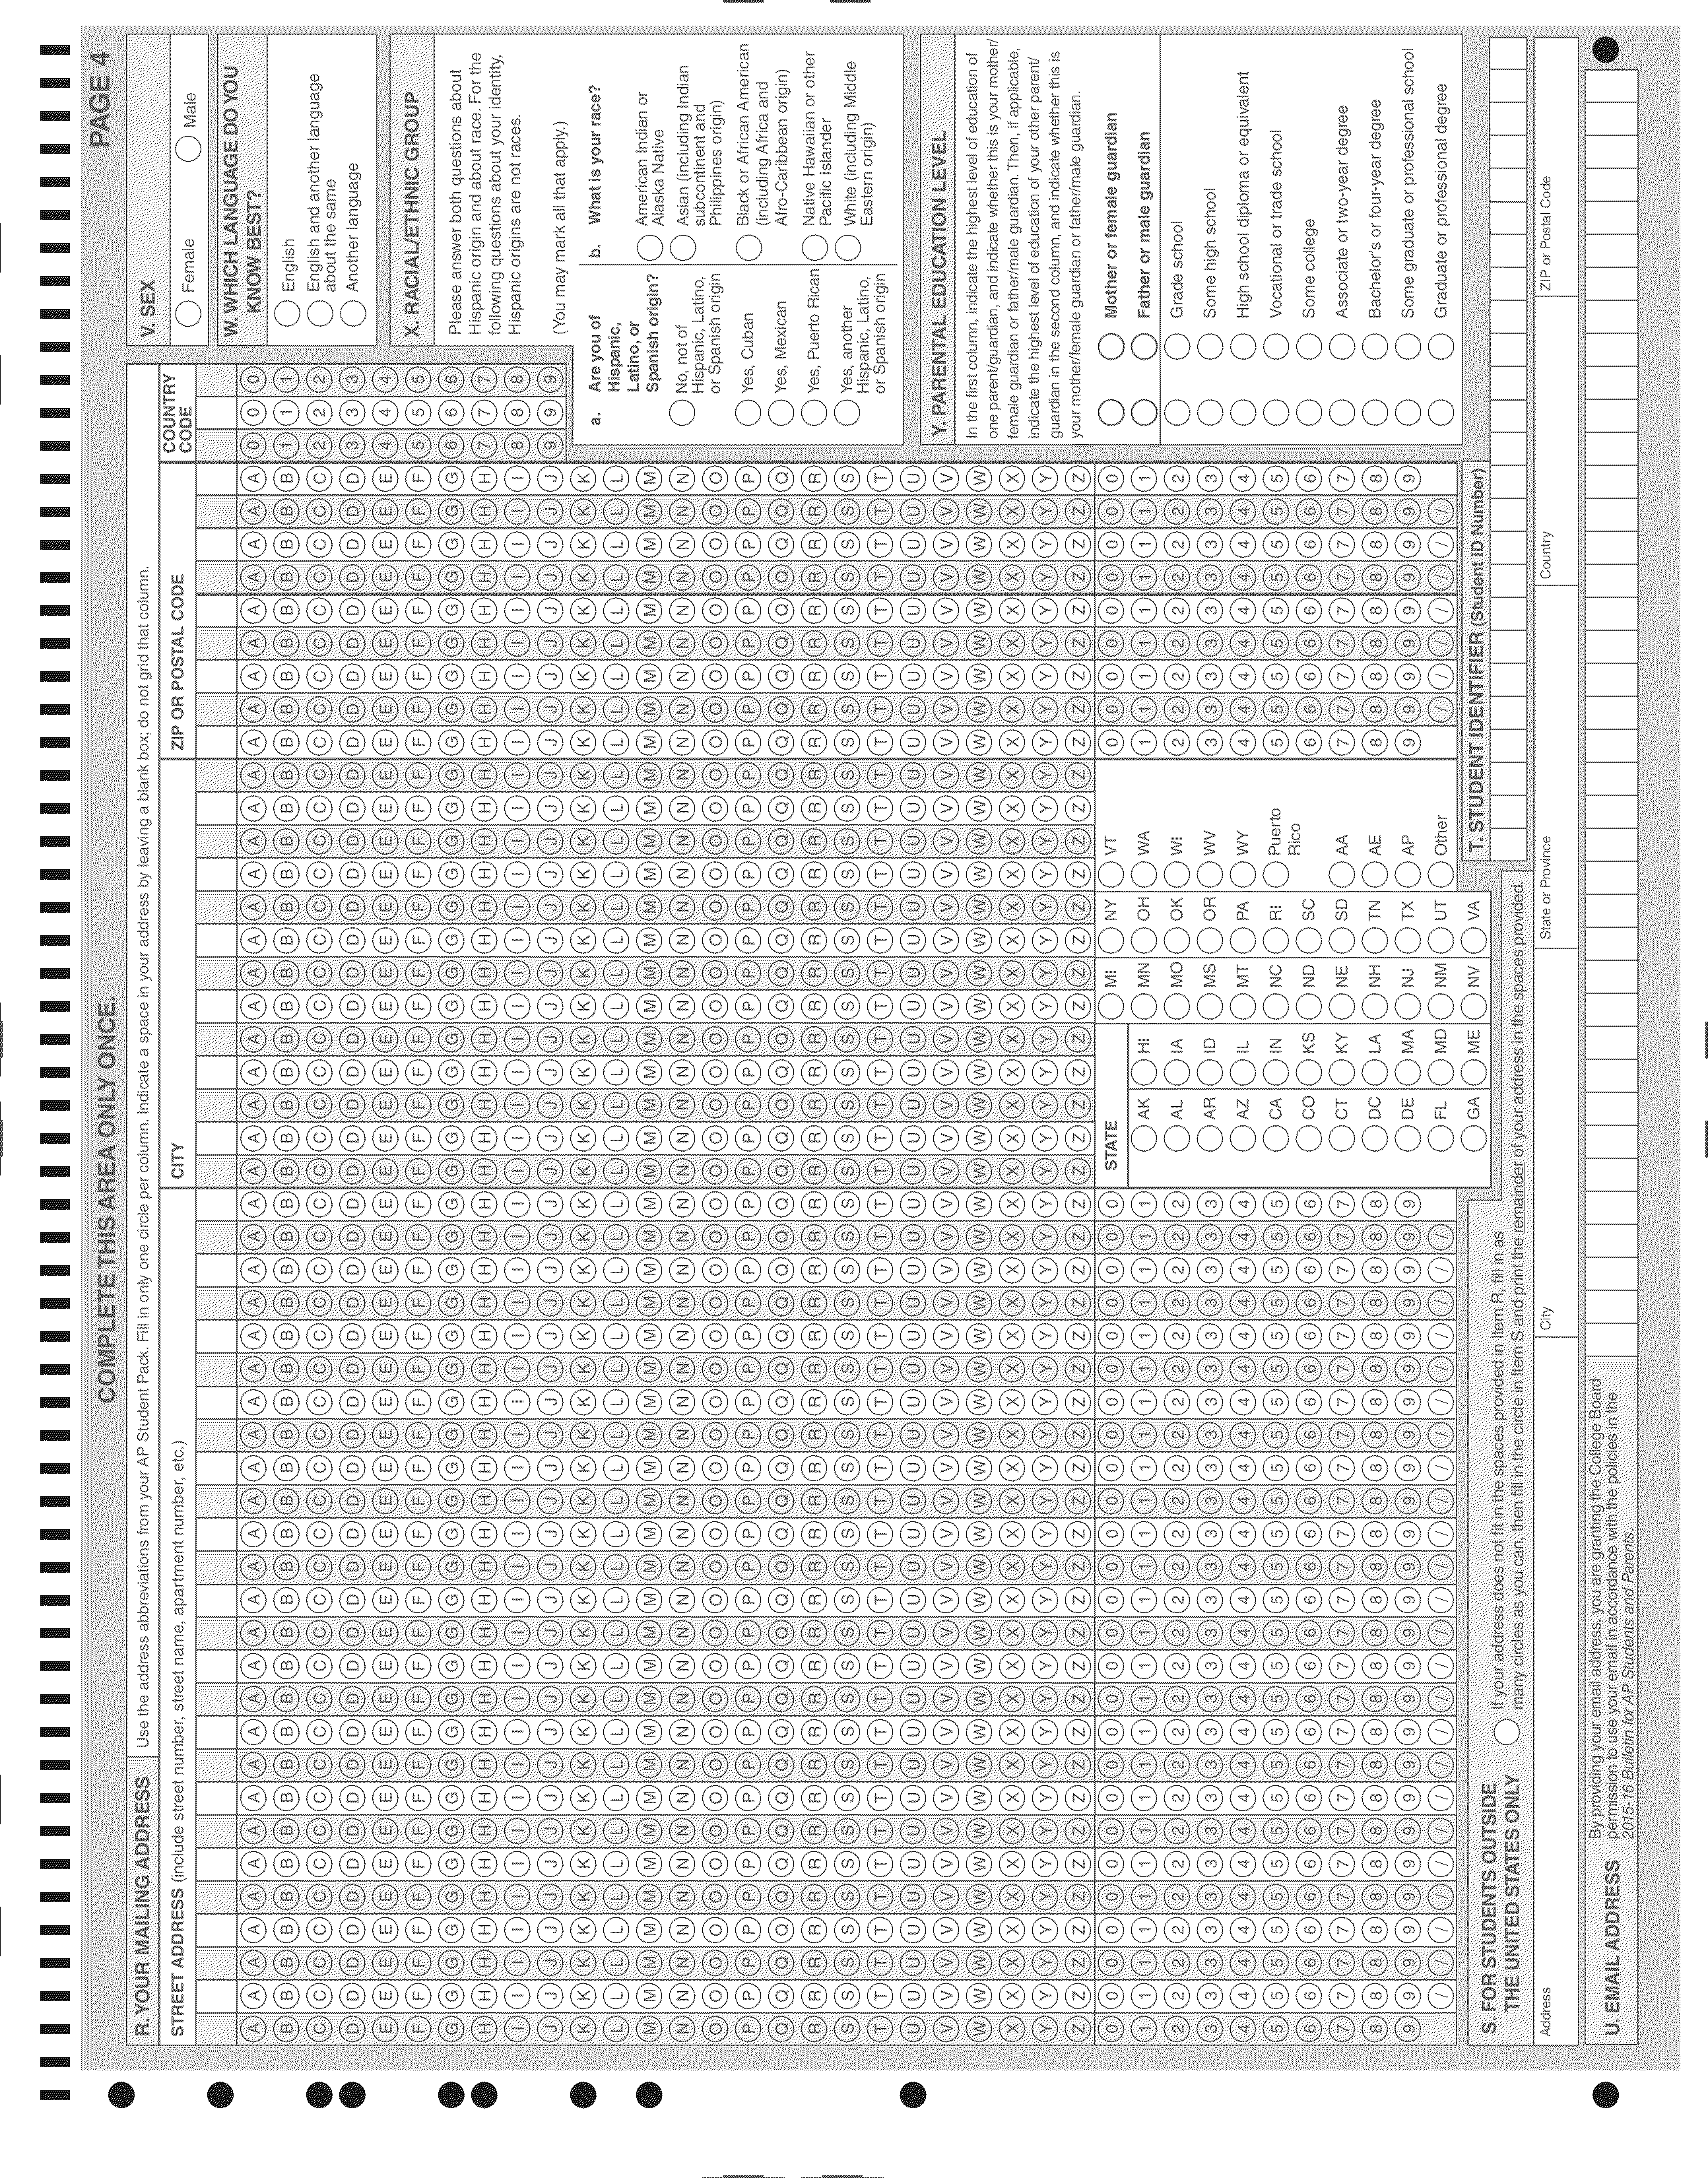 COMPLETE THIS AREA ONLY ONCE.
PAGE 4
R. YOUR MAILING ADDRESS
Use the address abbreviations from your AP Student Pack. Fill in only one circle per column. Indicate a space in your address by leaving a blank box; do not grid that column.
STREET ADDRESS (include street number, street name, apartment number, etc.)
CITY
ZIP OR POSTAL CODE
COUNTRY
CODE
A 0
B 1
C 2
D 3
E 4
F 5
G 6
H 7
I 8
J 9
K
L
M
N
O
P
Q
R
S
T
U
V
W
X
Y
Z
0
1
2
3
4
5
6
7
8
9
/
STATE
MI NY VT
AK HI MN OH WA
AL IA MO OK WI
AR ID MS OR WV
AZ IL MT PA WY
CA IN NC RI Puerto
Rico
CO KS ND SC
CT KY NE SD AA
DC LA NH TN AE
DE MA NJ TX AP
FL MD NM UT Other
GA ME NV VA
V. SEX
Female Male
W. WHICH LANGUAGE DO YOU
KNOW BEST?
English
English and another language
about the same
Another language
X. RACIAL/ETHNIC GROUP
Please answer both questions about
Hispanic origin and about race. For the
following questions about your identity,
Hispanic origins are not races.
(You may mark all that apply.)
a. Are you of
Hispanic,
Latino, or
Spanish origin?
No, not of
Hispanic, Latino,
or Spanish origin
Yes, Cuban
Yes, Mexican
Yes, Puerto Rican
Yes, another
Hispanic, Latino,
or Spanish origin
b. What is your race?
American Indian or
Alaska Native
Asian (including Indian
subcontinent and
Philippines origin)
Black or African American
(including Africa and
Afro-Caribbean origin)
Native Hawaiian or other
Pacific Islander
White (including Middle
Eastern origin)
Y. PARENTAL EDUCATION LEVEL
In the first column, indicate the highest level of education of
one parent/guardian, and indicate whether this is your mother/
female guardian or father/male guardian. Then, if applicable,
indicate the highest level of education of your other parent/
guardian in the second column, and indicate whether this is
your mother/female guardian or father/male guardian.
Mother or female guardian
Father or male guardian
Grade school
Some high school
High school diploma or equivalent
Vocational or trade school
Some college
Associate or two-year degree
Bachelor's or four-year degree
Some graduate or professional school
Graduate or professional degree
T. STUDENT IDENTIFIER (Student ID Number)
S. FOR STUDENTS OUTSIDE
THE UNITED STATES ONLY
If your address does not fit in the spaces provided in Item R, fill in as
many circles as you can, then fill in the circle in Item S and print the remainder of your address in the spaces provided.
Address
City
State or Province
Country
ZIP or Postal Code
U. EMAIL ADDRESS
By providing your email address, you are granting the College Board
permission to use your email in accordance with the policies in the
2015-16 Bulletin for AP Students and Parents